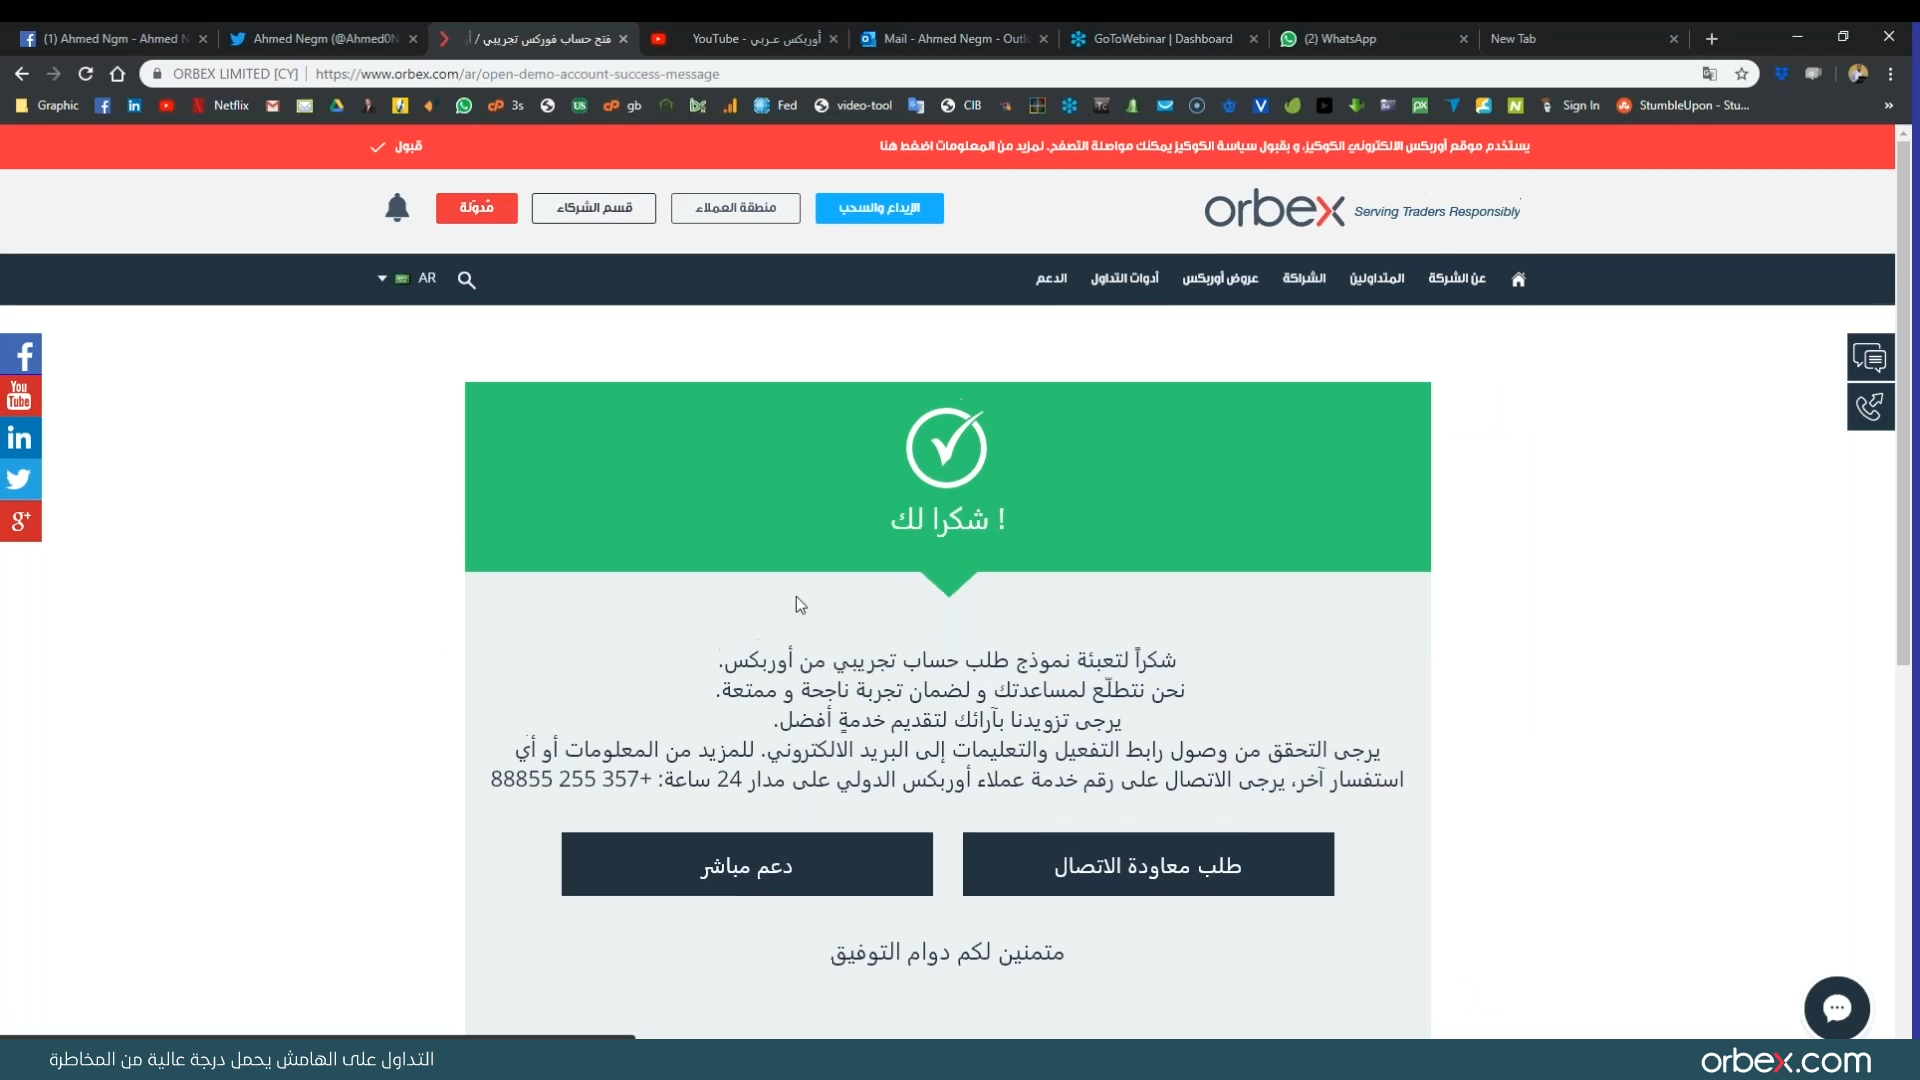 (1) Ahmed Ngm - Ahmed N
Ahmed Negm (@Ahmed0N
فتح حساب فوركس تجريبي / أ
أوربكس عربي - YouTube
Mail - Ahmed Negm - Outl
GoToWebinar | Dashboard
(2) WhatsApp
New Tab
ORBEX LIMITED [CY]
https://www.orbex.com/ar/open-demo-account-success-message
Graphic
Netflix
3s
gb
Fed
video-tool
CIB
Sign In
StumbleUpon - Stu...
يستخدم موقع أوربكس الالكتروني الكوكيز، و بقبول سياسة الكوكيز يمكنك مواصلة التصفح. لمزيد من المعلومات اضغط هنا
قبول
orbex Serving Traders Responsibly
الإيداع والسحب
منطقة العملاء
قسم الشركاء
مُدوّنة
عن الشركة
المتداولين
الشراكة
عروض أوربكس
أدوات التداول
الدعم
AR
You
Tube
in
g+
شكرا لك !
شكراً لتعبئة نموذج طلب حساب تجريبي من أوربكس.
نحن نتطلّع لمساعدتك و لضمان تجربة ناجحة و ممتعة.
يرجى تزويدنا بآرائك لتقديم خدمةٍ أفضل.
يرجى التحقق من وصول رابط التفعيل والتعليمات إلى البريد الالكتروني. للمزيد من المعلومات أو أي
استفسار آخر، يرجى الاتصال على رقم خدمة عملاء أوربكس الدولي على مدار 24 ساعة: +357 255 88855
طلب معاودة الاتصال
دعم مباشر
متمنين لكم دوام التوفيق
التداول على الهامش يحمل درجة عالية من المخاطرة
orbex.com